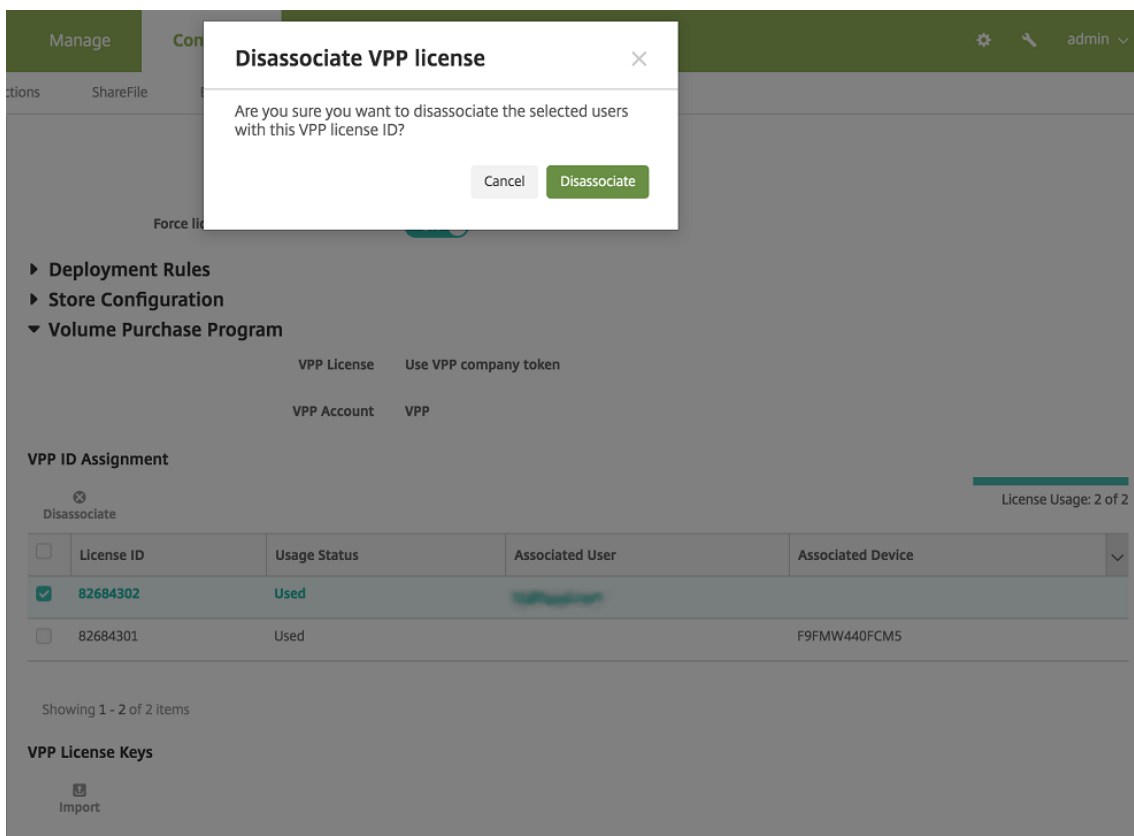 Manage
Con
admin
ctions
ShareFile
Disassociate VPP license
Are you sure you want to disassociate the selected users
with this VPP license ID?
Cancel
Disassociate
Force lic
Deployment Rules
Store Configuration
Volume Purchase Program
VPP License
Use VPP company token
VPP Account
VPP
VPP ID Assignment
Disassociate
License Usage: 2 of 2
License ID
Usage Status
Associated User
Associated Device
82684302
Used
82684301
Used
F9FMW440FCM5
Showing 1 - 2 of 2 items
VPP License Keys
Import